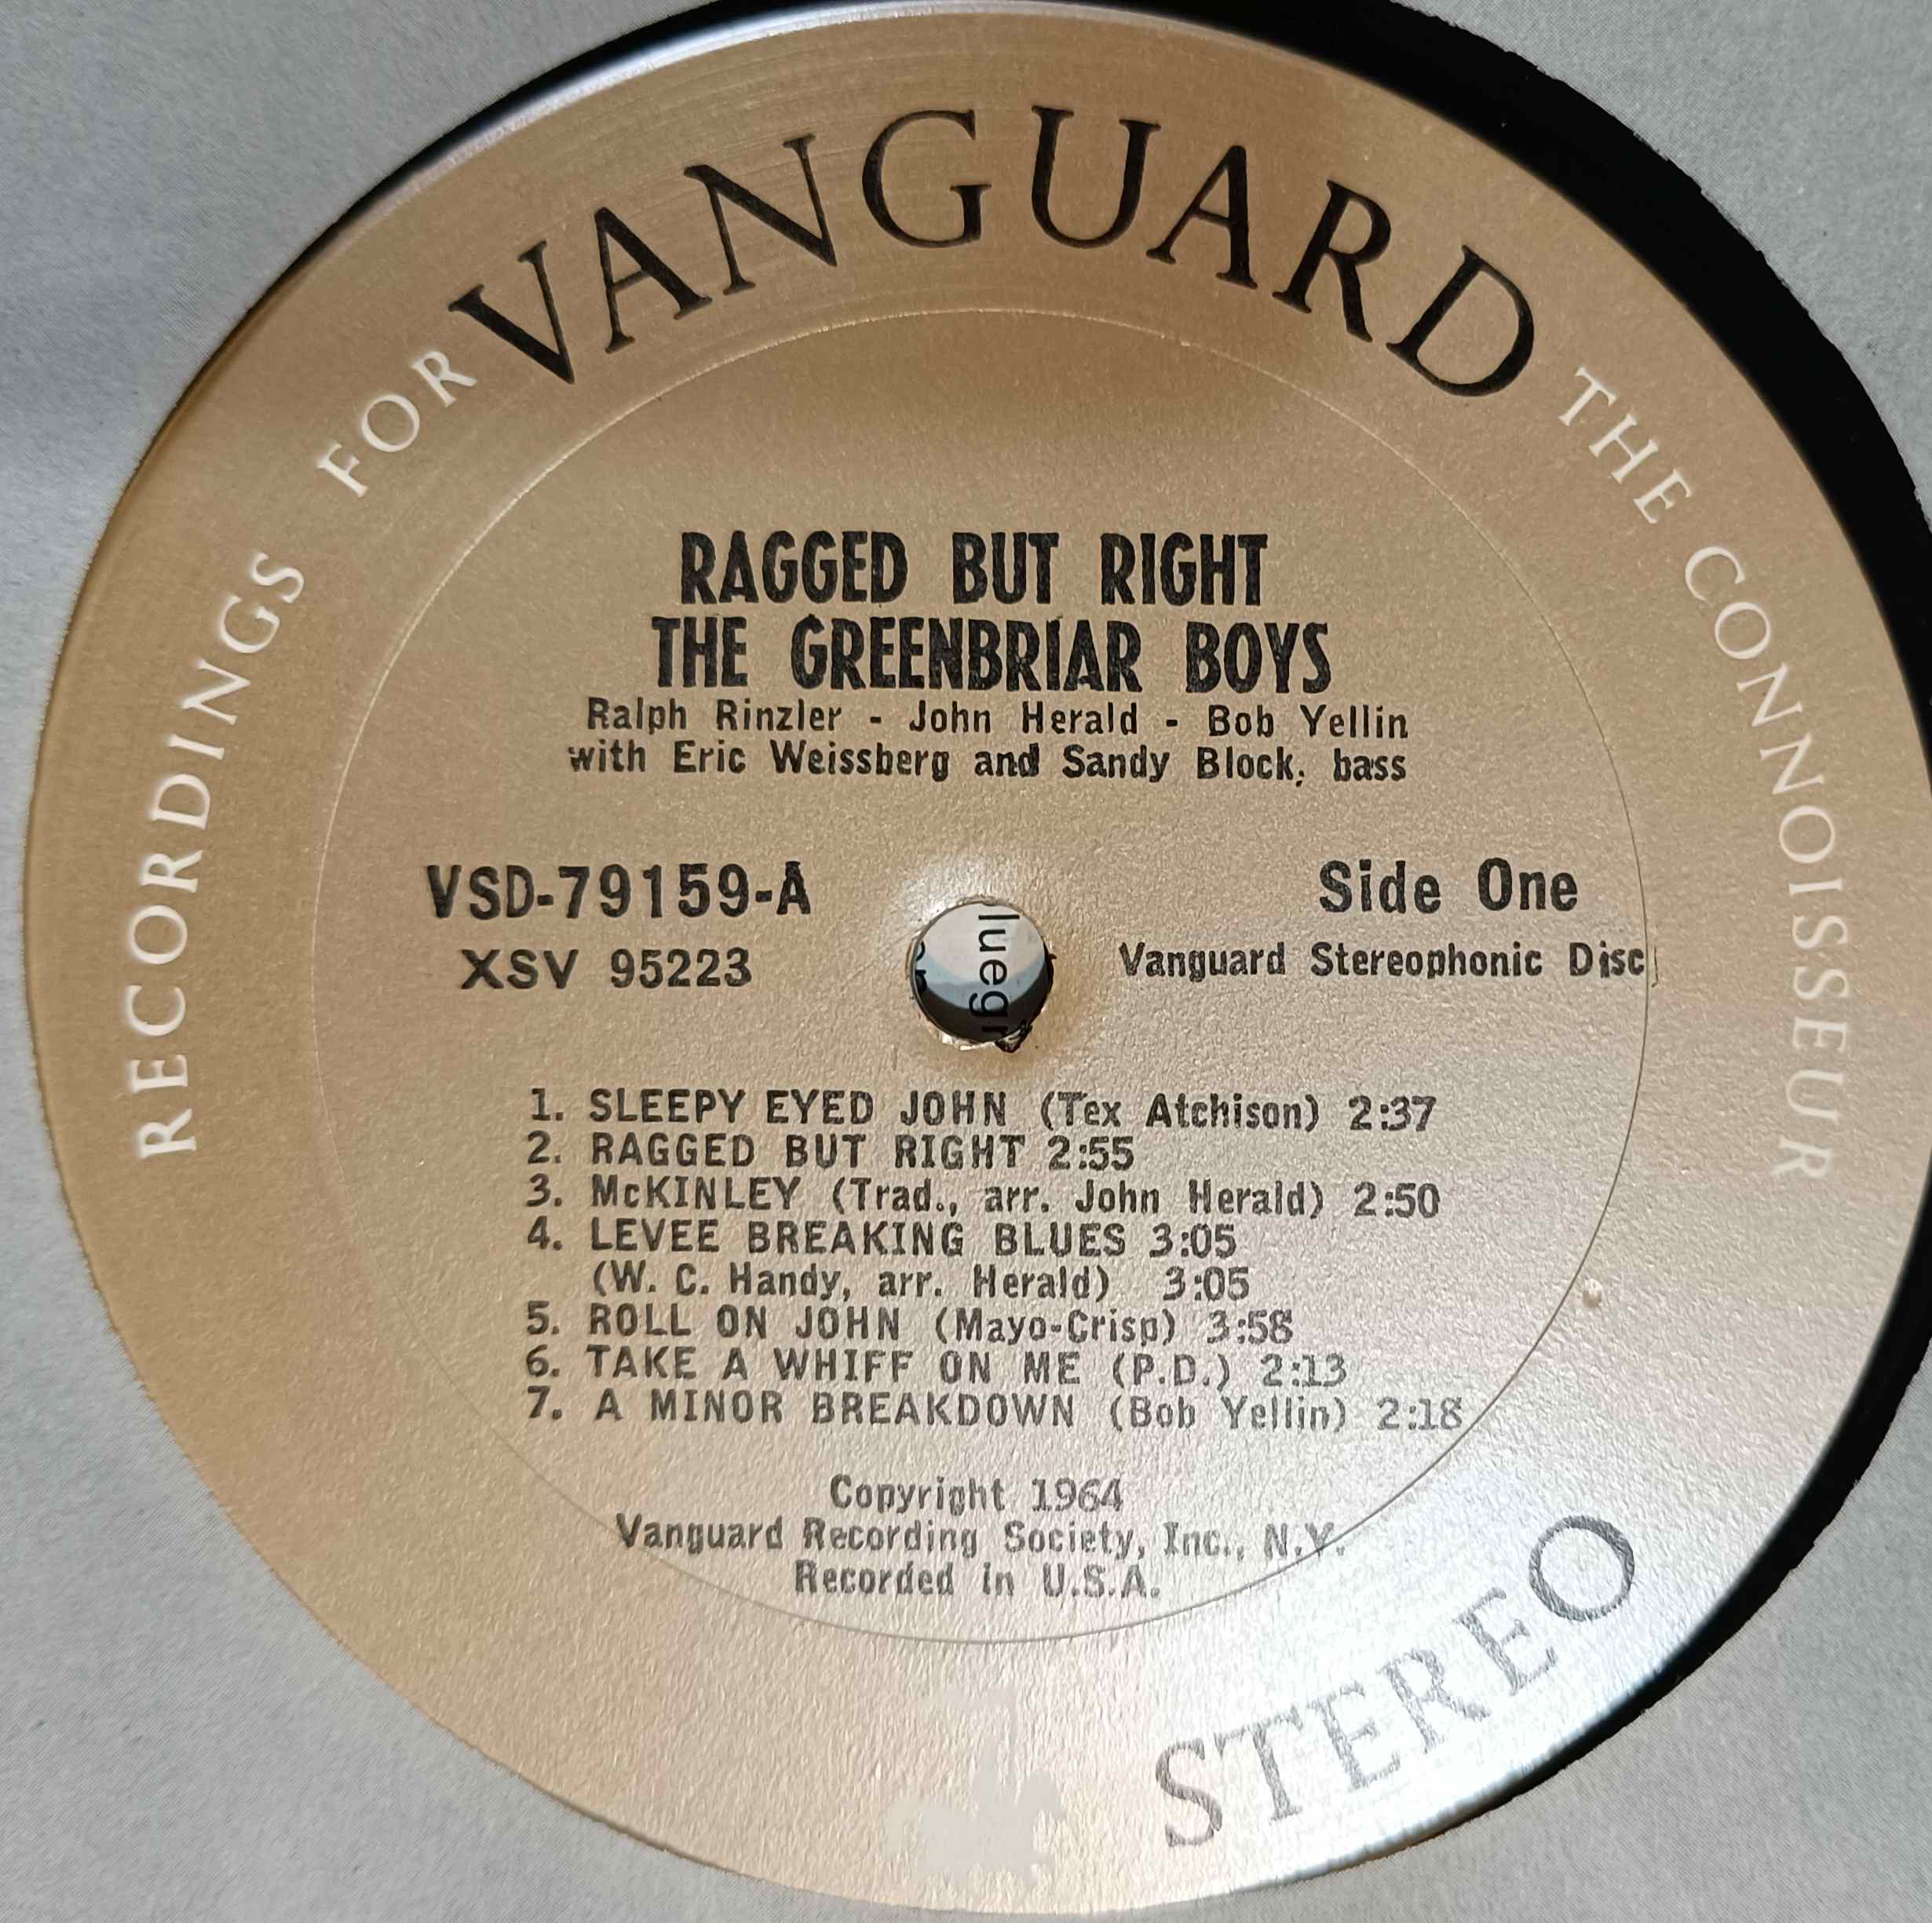 RECORDINGS FOR VANGUARD THE CONNOISSEUR
RAGGED BUT RIGHT
THE GREENBRIAR BOYS
Ralph Rinzler - John Herald - Bob Yellin
with Eric Weissberg and Sandy Block, bass
VSD-79159-A
Side One
XSV 95223
Vanguard Stereophonic Disc
luegr
1. SLEEPY EYED JOHN (Tex Atchison) 2:37
2. RAGGED BUT RIGHT 2:55
3. McKINLEY (Trad., arr. John Herald) 2:50
4. LEVEE BREAKING BLUES 3:05
(W. C. Handy, arr. Herald) 3:05
5. ROLL ON JOHN (Mayo-Crisp) 3:58
6. TAKE A WHIFF ON ME (P.D.) 2:13
7. A MINOR BREAKDOWN (Bob Yellin) 2:18
Copyright 1964
Vanguard Recording Society, Inc., N.Y.
Recorded in U.S.A.
STEREO